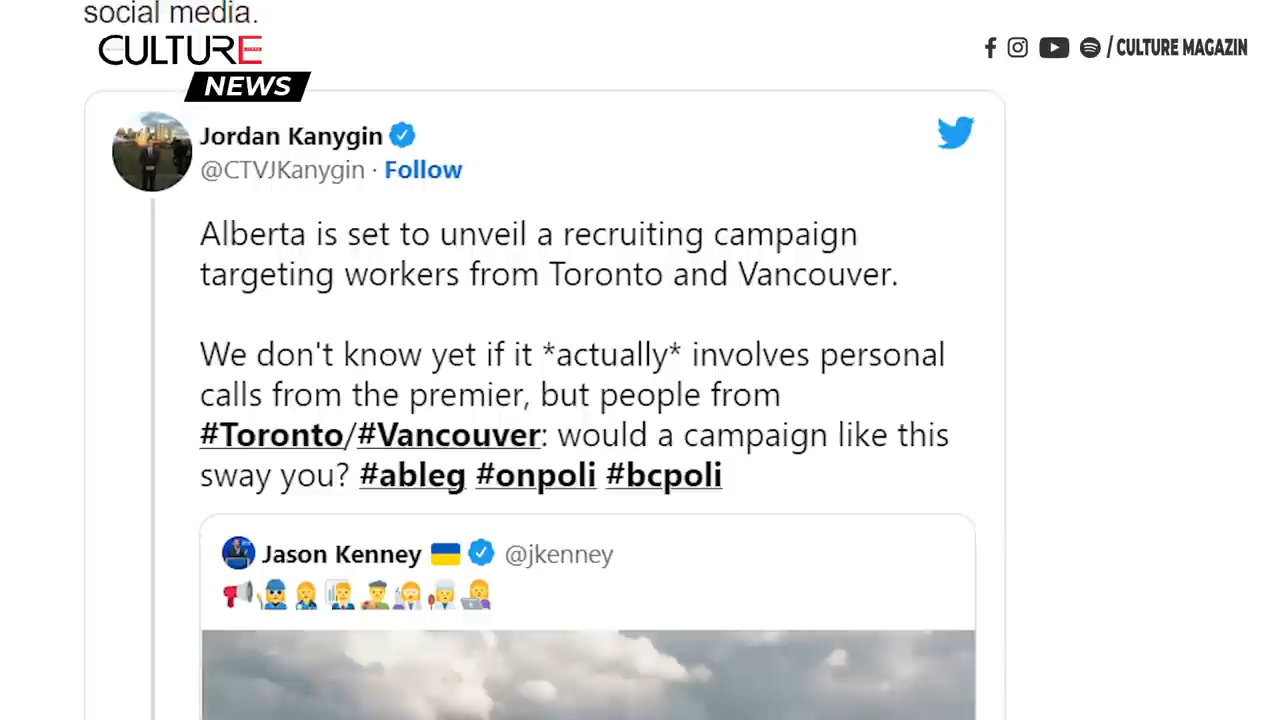 social media.
CULTURE
NEWS
/ CULTURE MAGAZIN
Jordan Kanygin
@CTVJKanygin · Follow
Alberta is set to unveil a recruiting campaign
targeting workers from Toronto and Vancouver.
We don't know yet if it *actually* involves personal
calls from the premier, but people from
#Toronto/#Vancouver: would a campaign like this
sway you? #ableg #onpoli #bcpoli
Jason Kenney 🇺🇦 @jkenney